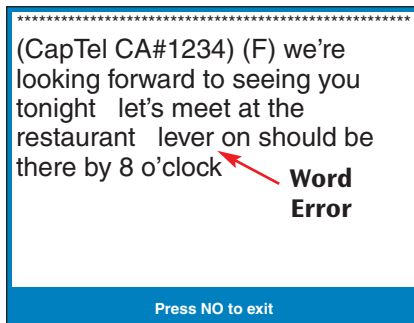 ****************************************************
(CapTel CA#1234) (F) we're
looking forward to seeing you
tonight   let's meet at the
restaurant   lever on should be
there by 8 o'clock
Word
Error
Press NO to exit